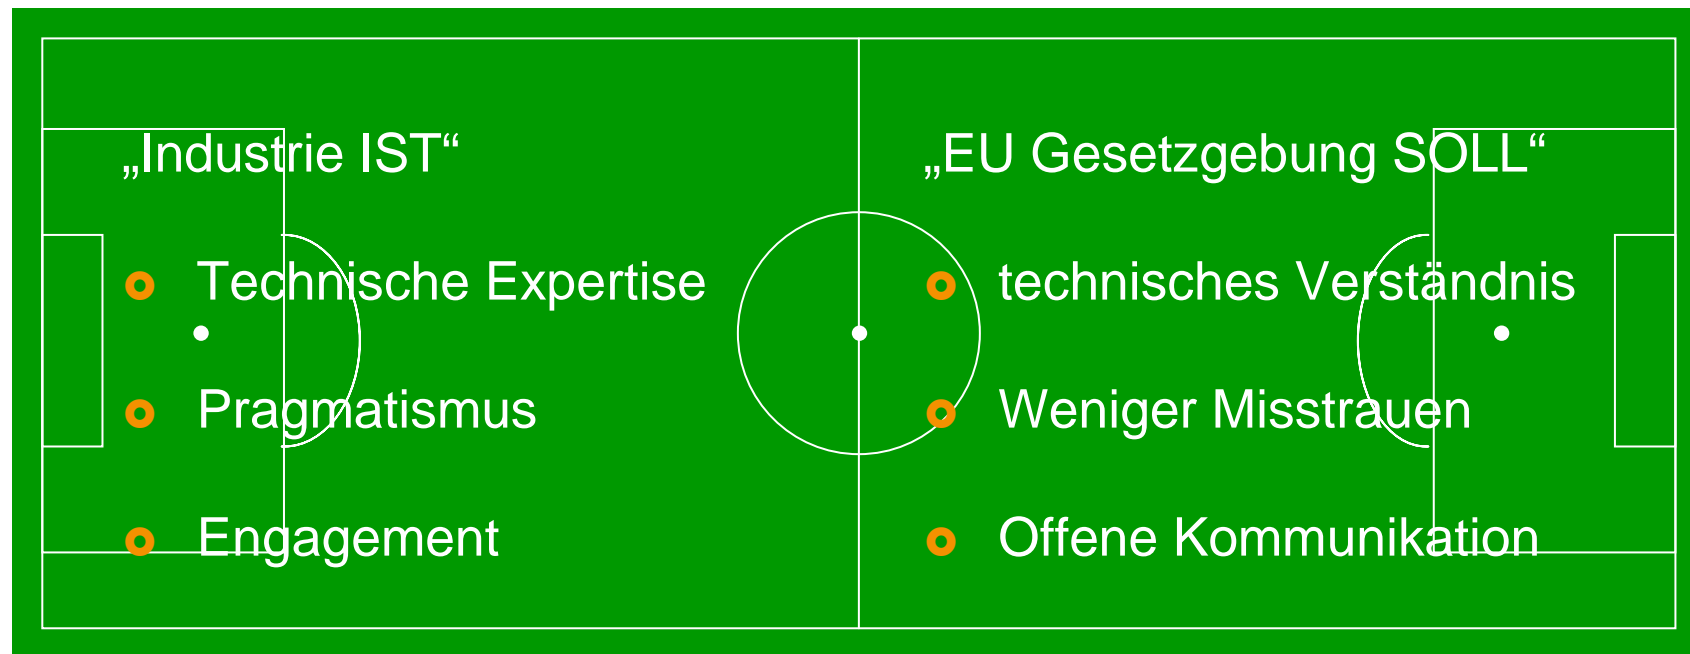 „Industrie IST“
Technische Expertise
Pragmatismus
Engagement
„EU Gesetzgebung SOLL“
technisches Verständnis
Weniger Misstrauen
Offene Kommunikation